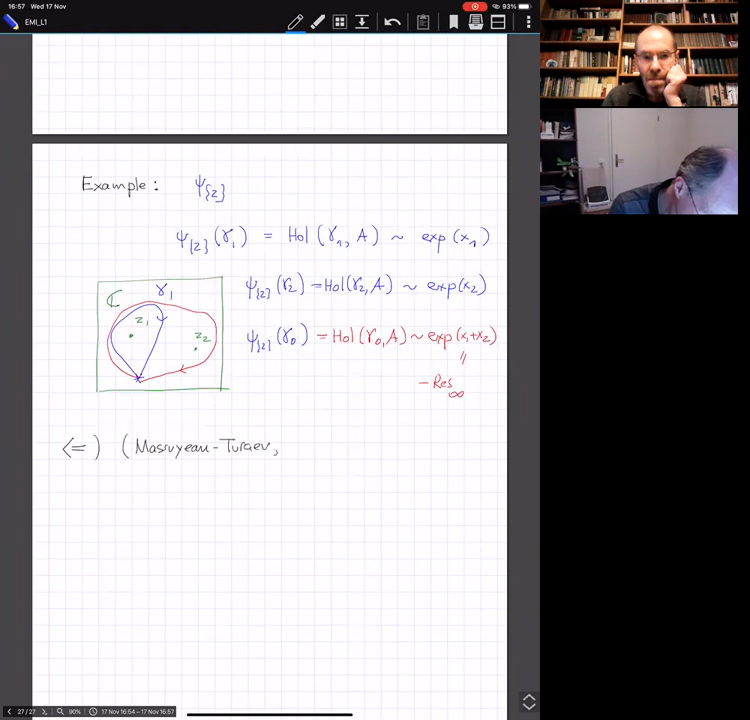 16:57 Wed 17 Nov
93%
EMI_L1
Example: ψ{z}
ψ{z}(γ₁) = Hol(γ₁, A) ~ exp(x₁)
ψ{z}(γ₂) = Hol(γ₂, A) ~ exp(x₂)
ψ{z}(γ₀) = Hol(γ₀, A) ~ exp(x₁+x₂)
=
-Res∞
ℂ γ₁
z₁
z₂
<=) (Massuyeau-Turaev,
27/27 90% 17 Nov 16:54–17 Nov 16:57